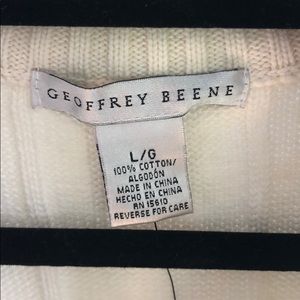 GEOFFREY BEENE
L/G
100% COTTON/
ALGODÓN
MADE IN CHINA
HECHO EN CHINA
RN 15610
REVERSE FOR CARE